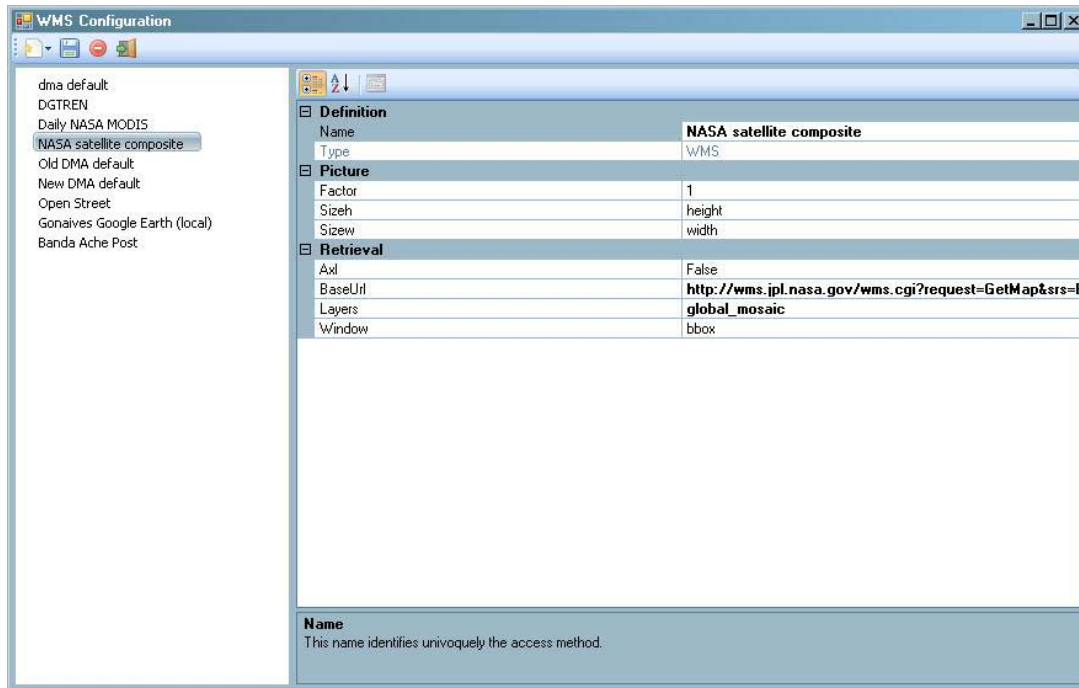 WMS Configuration
dma default
DGTREN
Daily NASA MODIS
NASA satellite composite
Old DMA default
New DMA default
Open Street
Gonaives Google Earth (local)
Banda Ache Post
Definition
Name NASA satellite composite
Type WMS
Picture
Factor 1
Sizeh height
Sizew width
Retrieval
Axl False
BaseUrl http://wms.jpl.nasa.gov/wms.cgi?request=GetMap&srs=
Layers global_mosaic
Window bbox
Name
This name identifies univoquely the access method.